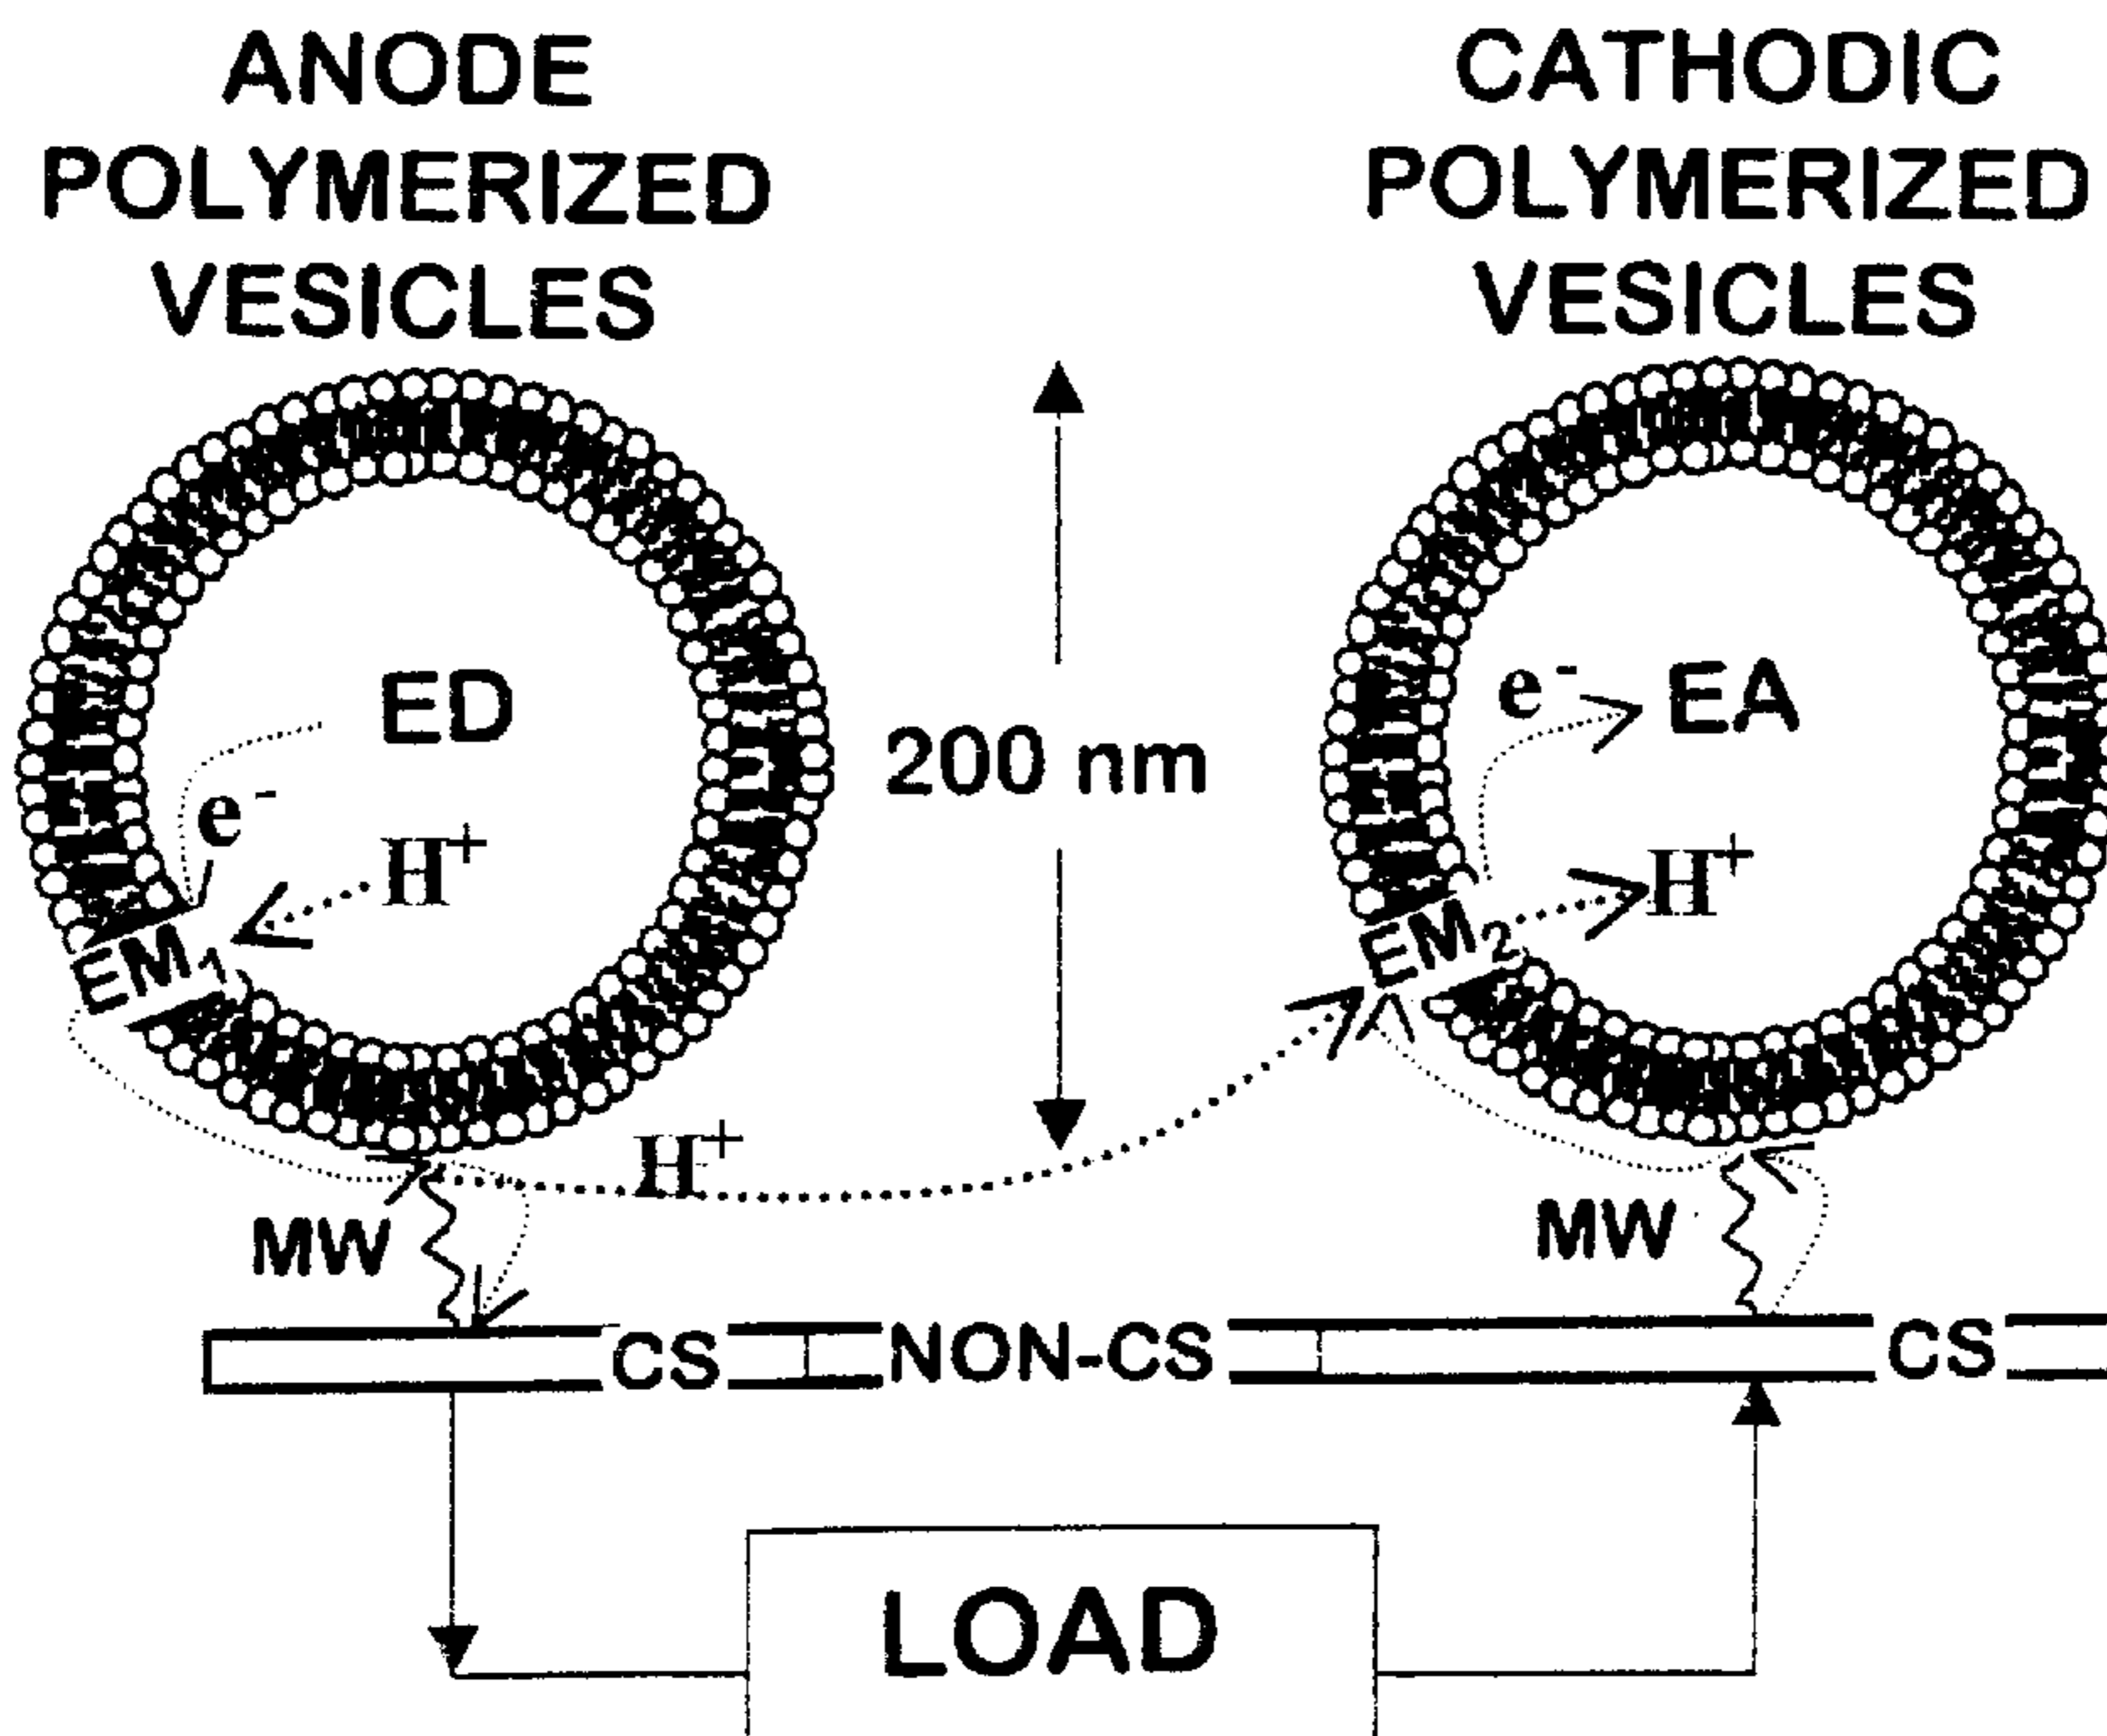 ANODE
POLYMERIZED
VESICLES
CATHODIC
POLYMERIZED
VESICLES
ED
e⁻
H⁺
EM₁
200 nm
e⁻
EA
H⁺
EM₂
H⁺
MW
MW
CS
NON-CS
CS
LOAD